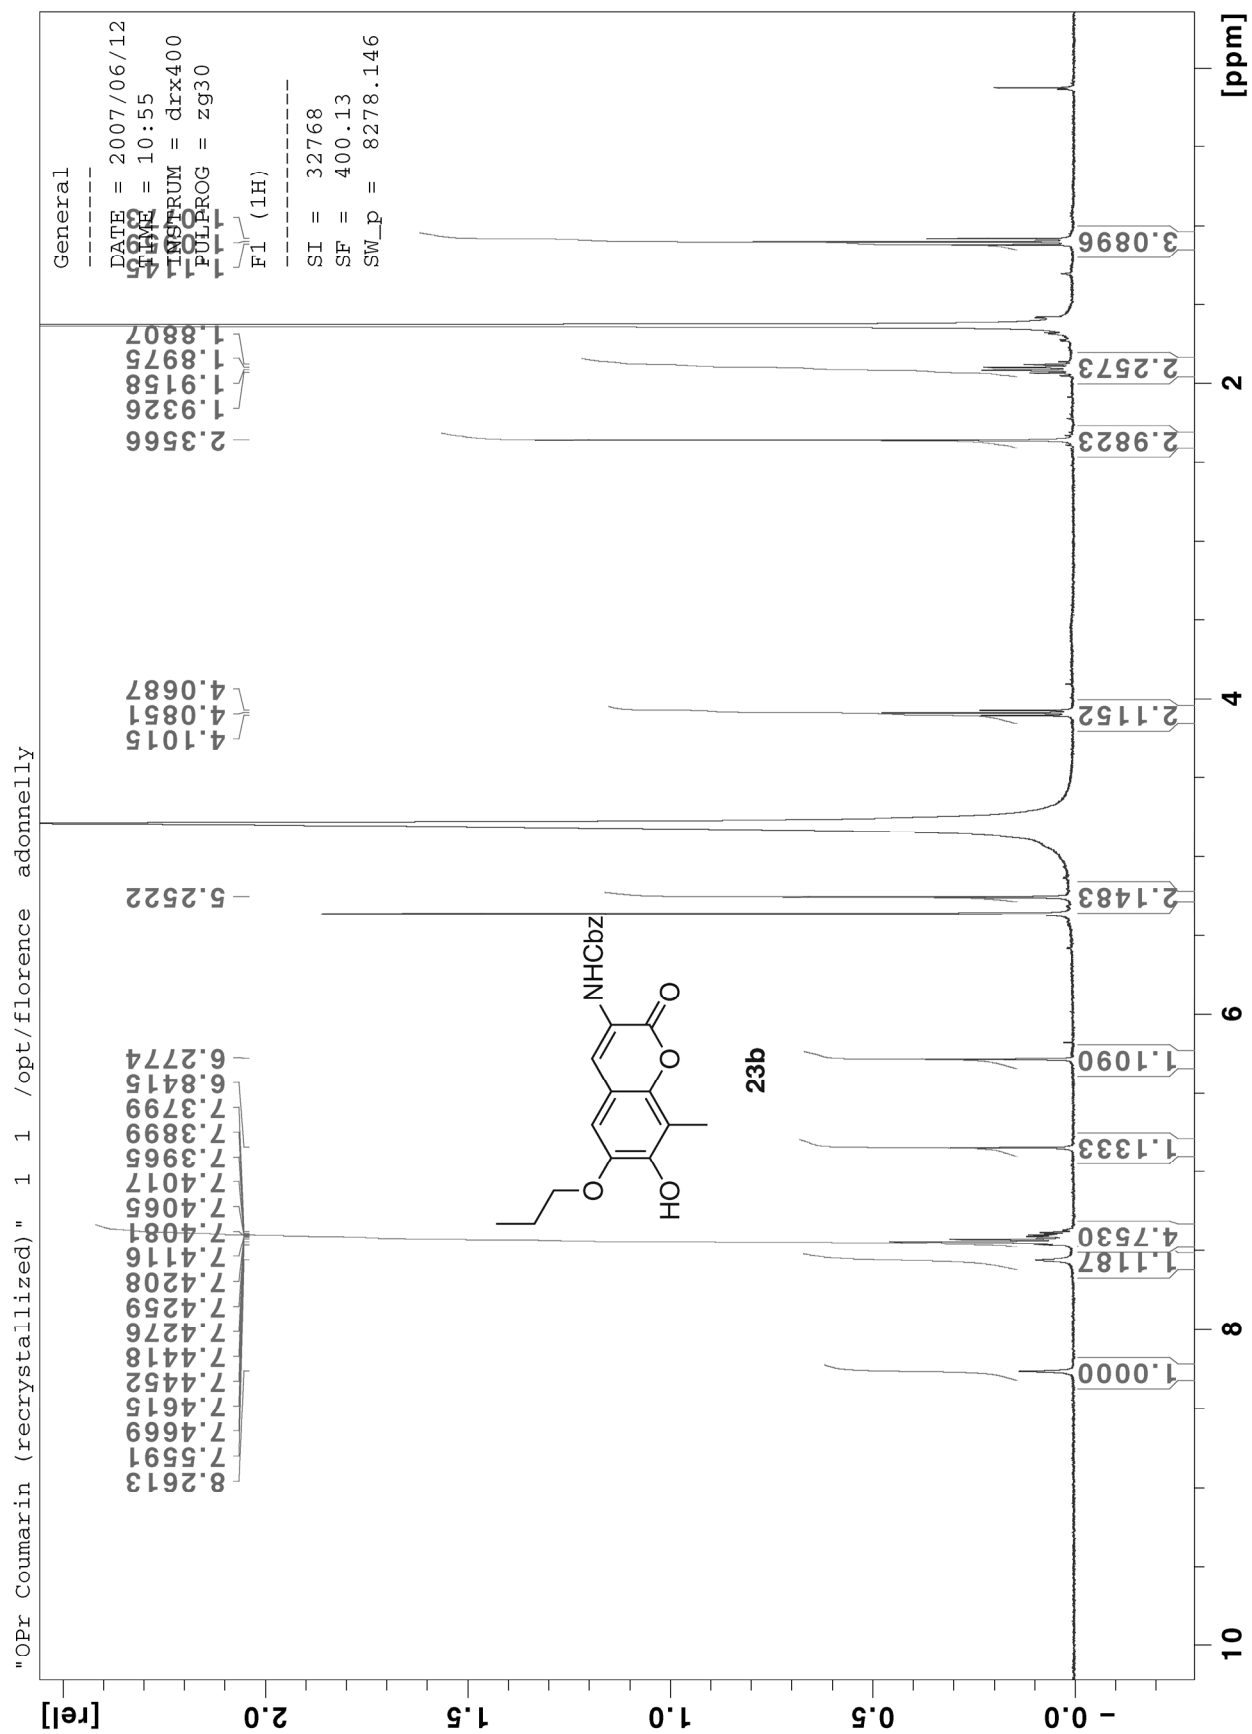 "OPr Coumarin (recrystallized)" 1 1 /opt/florence adonnelly
General
DATE = 2007/06/12
TIME = 10:55
INSTRUM = drx400
PULPROG = zg30
F1 (1H)
SI = 32768
SF = 400.13
SW_p = 8278.146
8.2613
7.5591
7.4669
7.4615
7.4452
7.4418
7.4276
7.4259
7.4208
7.4116
7.4081
7.4065
7.4017
7.3965
7.3899
7.3799
6.8415
6.2774
5.2522
4.1015
4.0851
4.0687
2.3566
1.9326
1.9158
1.8975
1.8807
1.1145
1.0959
1.0773
NHCbz
O
O
O
HO
23b
1.0000
1.1187
4.7530
1.1333
1.1090
2.1483
2.1152
2.9823
2.2573
3.0896
10
8
6
4
2
[ppm]
[rel]
2.0
1.5
1.0
0.5
0.0
-